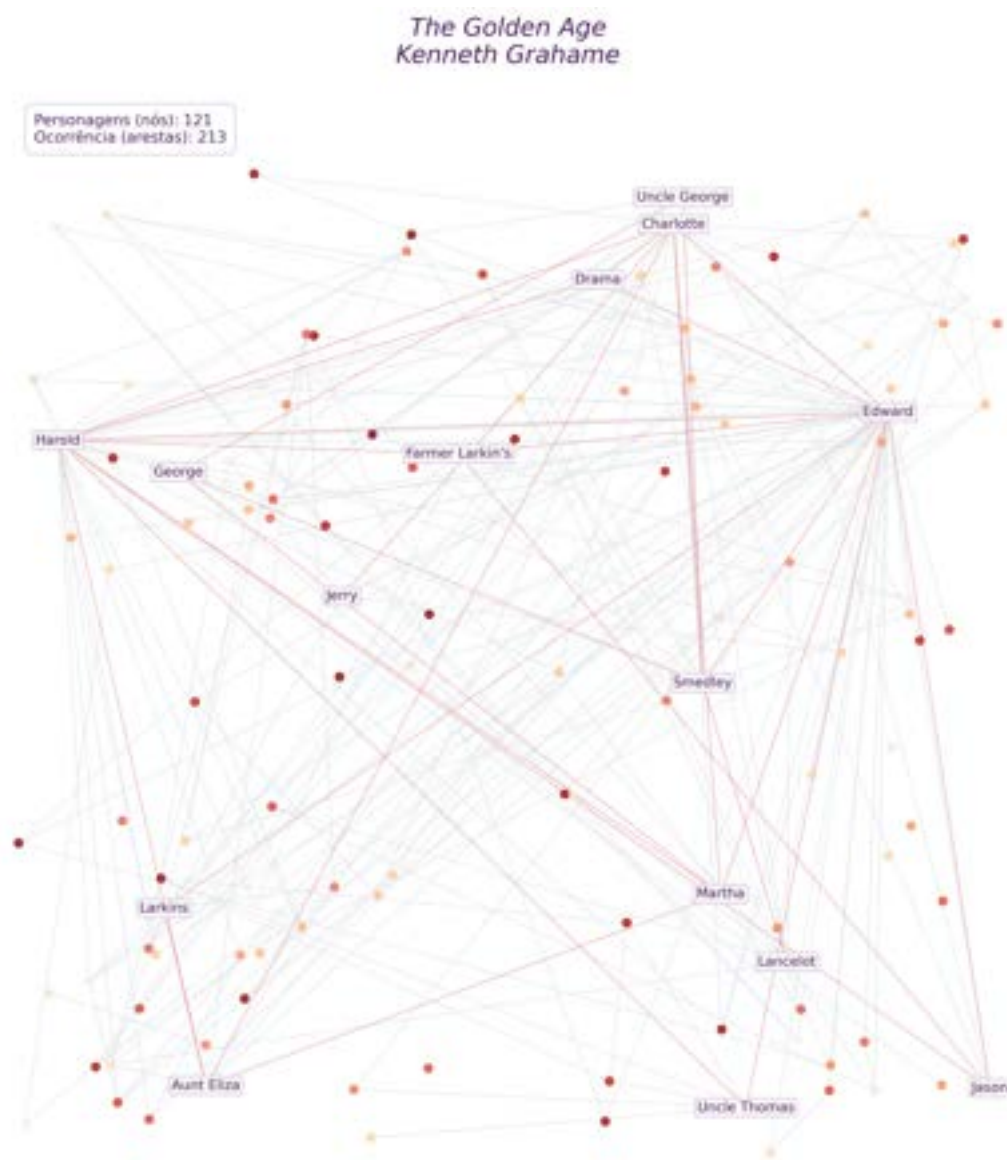 The Golden Age
Kenneth Grahame
Personagens (nós): 121
Ocorrência (arestas): 213
Uncle George
Charlotte
Drama
Edward
Harold
Farmer Larkin's
George
Jerry
Smedley
Martha
Larkins
Lancelot
Aunt Eliza
Jason
Uncle Thomas